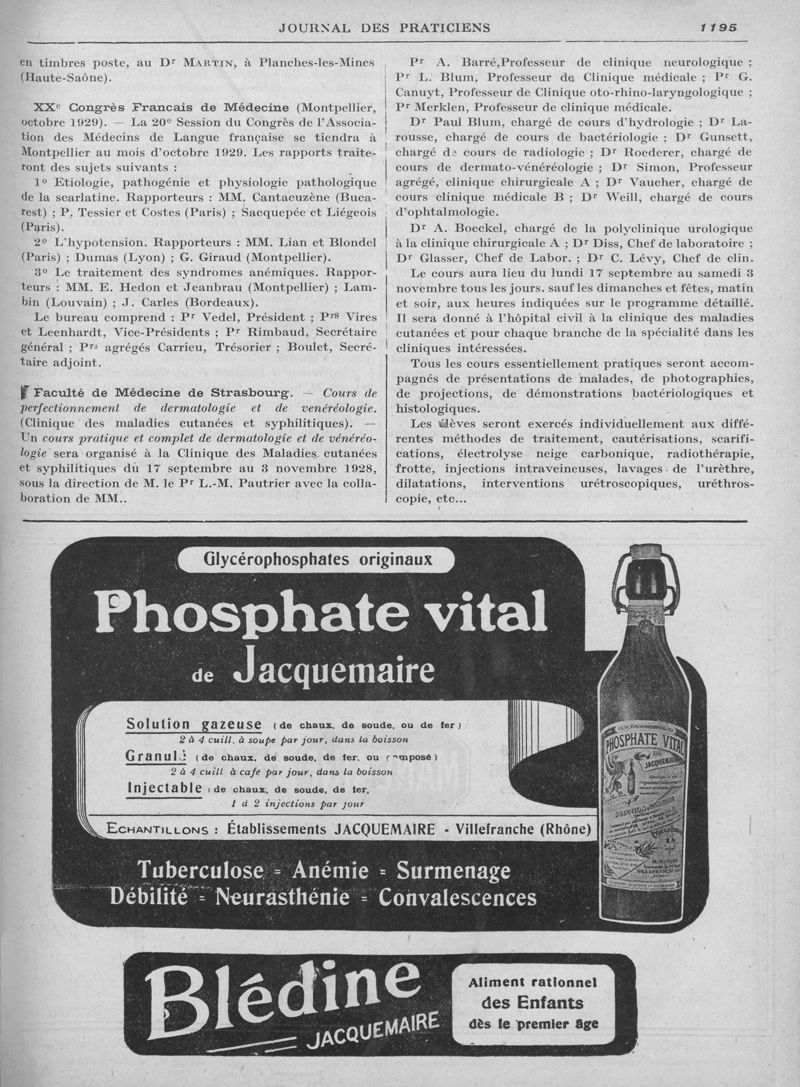 JOURNAL DES PRATICIENS 1195
en timbres poste, au Dr MARTIN, à Planches-les-Mines
(Haute-Saône).
XXe Congrès Francais de Médecine (Montpellier,
octobre 1929). — La 20e Session du Congrès de l'Associa-
tion des Médecins de Langue française se tiendra à
Montpellier au mois d'octobre 1929. Les rapports traite-
ront des sujets suivants :
1o Etiologie, pathogénie et physiologie pathologique
de la scarlatine. Rapporteurs : MM. Cantacuzène (Buca-
rest) ; P. Tessier et Costes (Paris) ; Sacquepée et Liégeois
(Paris).
2o L'hypotension. Rapporteurs : MM. Lian et Blondel
(Paris) ; Dumas (Lyon) ; G. Giraud (Montpellier).
3o Le traitement des syndromes anémiques. Rappor-
teurs : MM. E. Hedon et Jeanbrau (Montpellier) ; Lam-
bin (Louvain) ; J. Carles (Bordeaux).
Le bureau comprend : Pr Vedel, Président ; Prs Vires
et Leenhardt, Vice-Présidents ; Pr Rimbaud, Secrétaire
général ; Prs agrégés Carrieu, Trésorier ; Boulet, Secré-
taire adjoint.
Faculté de Médecine de Strasbourg. — Cours de
perfectionnement de dermatologie et de venéréologie.
(Clinique des maladies cutanées et syphilitiques). —
Un cours pratique et complet de dermatologie et de vénéréo-
logie sera organisé à la Clinique des Maladies cutanées
et syphilitiques du 17 septembre au 3 novembre 1928,
sous la direction de M. le Pr L.-M. Pautrier avec la colla-
boration de MM..
Pr A. Barré,Professeur de clinique neurologique ;
Pr L. Blum, Professeur de Clinique médicale ; Pr G.
Canuyt, Professeur de Clinique oto-rhino-laryngologique ;
Pr Merklen, Professeur de clinique médicale.
Dr Paul Blum, chargé de cours d'hydrologie ; Dr La-
rousse, chargé de cours de bactériologie ; Dr Gunsett,
chargé de cours de radiologie ; Dr Roederer, chargé de
cours de dermato-vénéréologie ; Dr Simon, Professeur
agrégé, clinique chirurgicale A ; Dr Vaucher, chargé de
cours clinique médicale B ; Dr Weill, chargé de cours
d'ophtalmologie.
Dr A. Boeckel, chargé de la polyclinique urologique
à la clinique chirurgicale A ; Dr Diss, Chef de laboratoire ;
Dr Glasser, Chef de Labor. ; Dr C. Lévy, Chef de clin.
Le cours aura lieu du lundi 17 septembre au samedi 3
novembre tous les jours. sauf les dimanches et fêtes, matin
et soir, aux heures indiquées sur le programme détaillé.
Il sera donné à l'hôpital civil à la clinique des maladies
cutanées et pour chaque branche de la spécialité dans les
cliniques intéressées.
Tous les cours essentiellement pratiques seront accom-
pagnés de présentations de malades, de photographies,
de projections, de démonstrations bactériologiques et
histologiques.
Les élèves seront exercés individuellement aux diffé-
rentes méthodes de traitement, cautérisations, scarifi-
cations, électrolyse neige carbonique, radiothérapie,
frotte, injections intraveineuses, lavages de l'urèthre,
dilatations, interventions urétroscopiques, uréthros-
copie, etc...
Glycérophosphates originaux
Phosphate vital
de Jacquemaire
Solution gazeuse (de chaux, de soude, ou de fer)
2 à 4 cuill. à soupe par jour, dans la boisson
Granulé (de chaux, de soude, de fer, ou composé)
2 à 4 cuill à café par jour, dans la boisson
Injectable (de chaux, de soude, de fer,
1 à 2 injections par jour
ECHANTILLONS : Établissements JACQUEMAIRE - Villefranche (Rhône)
Tuberculose = Anémie = Surmenage
Débilité = Neurasthénie = Convalescences
PHOSPHATE VITAL
DE
JACQUEMAIRE
Blédine
JACQUEMAIRE
Aliment rationnel
des Enfants
dès le premier âge